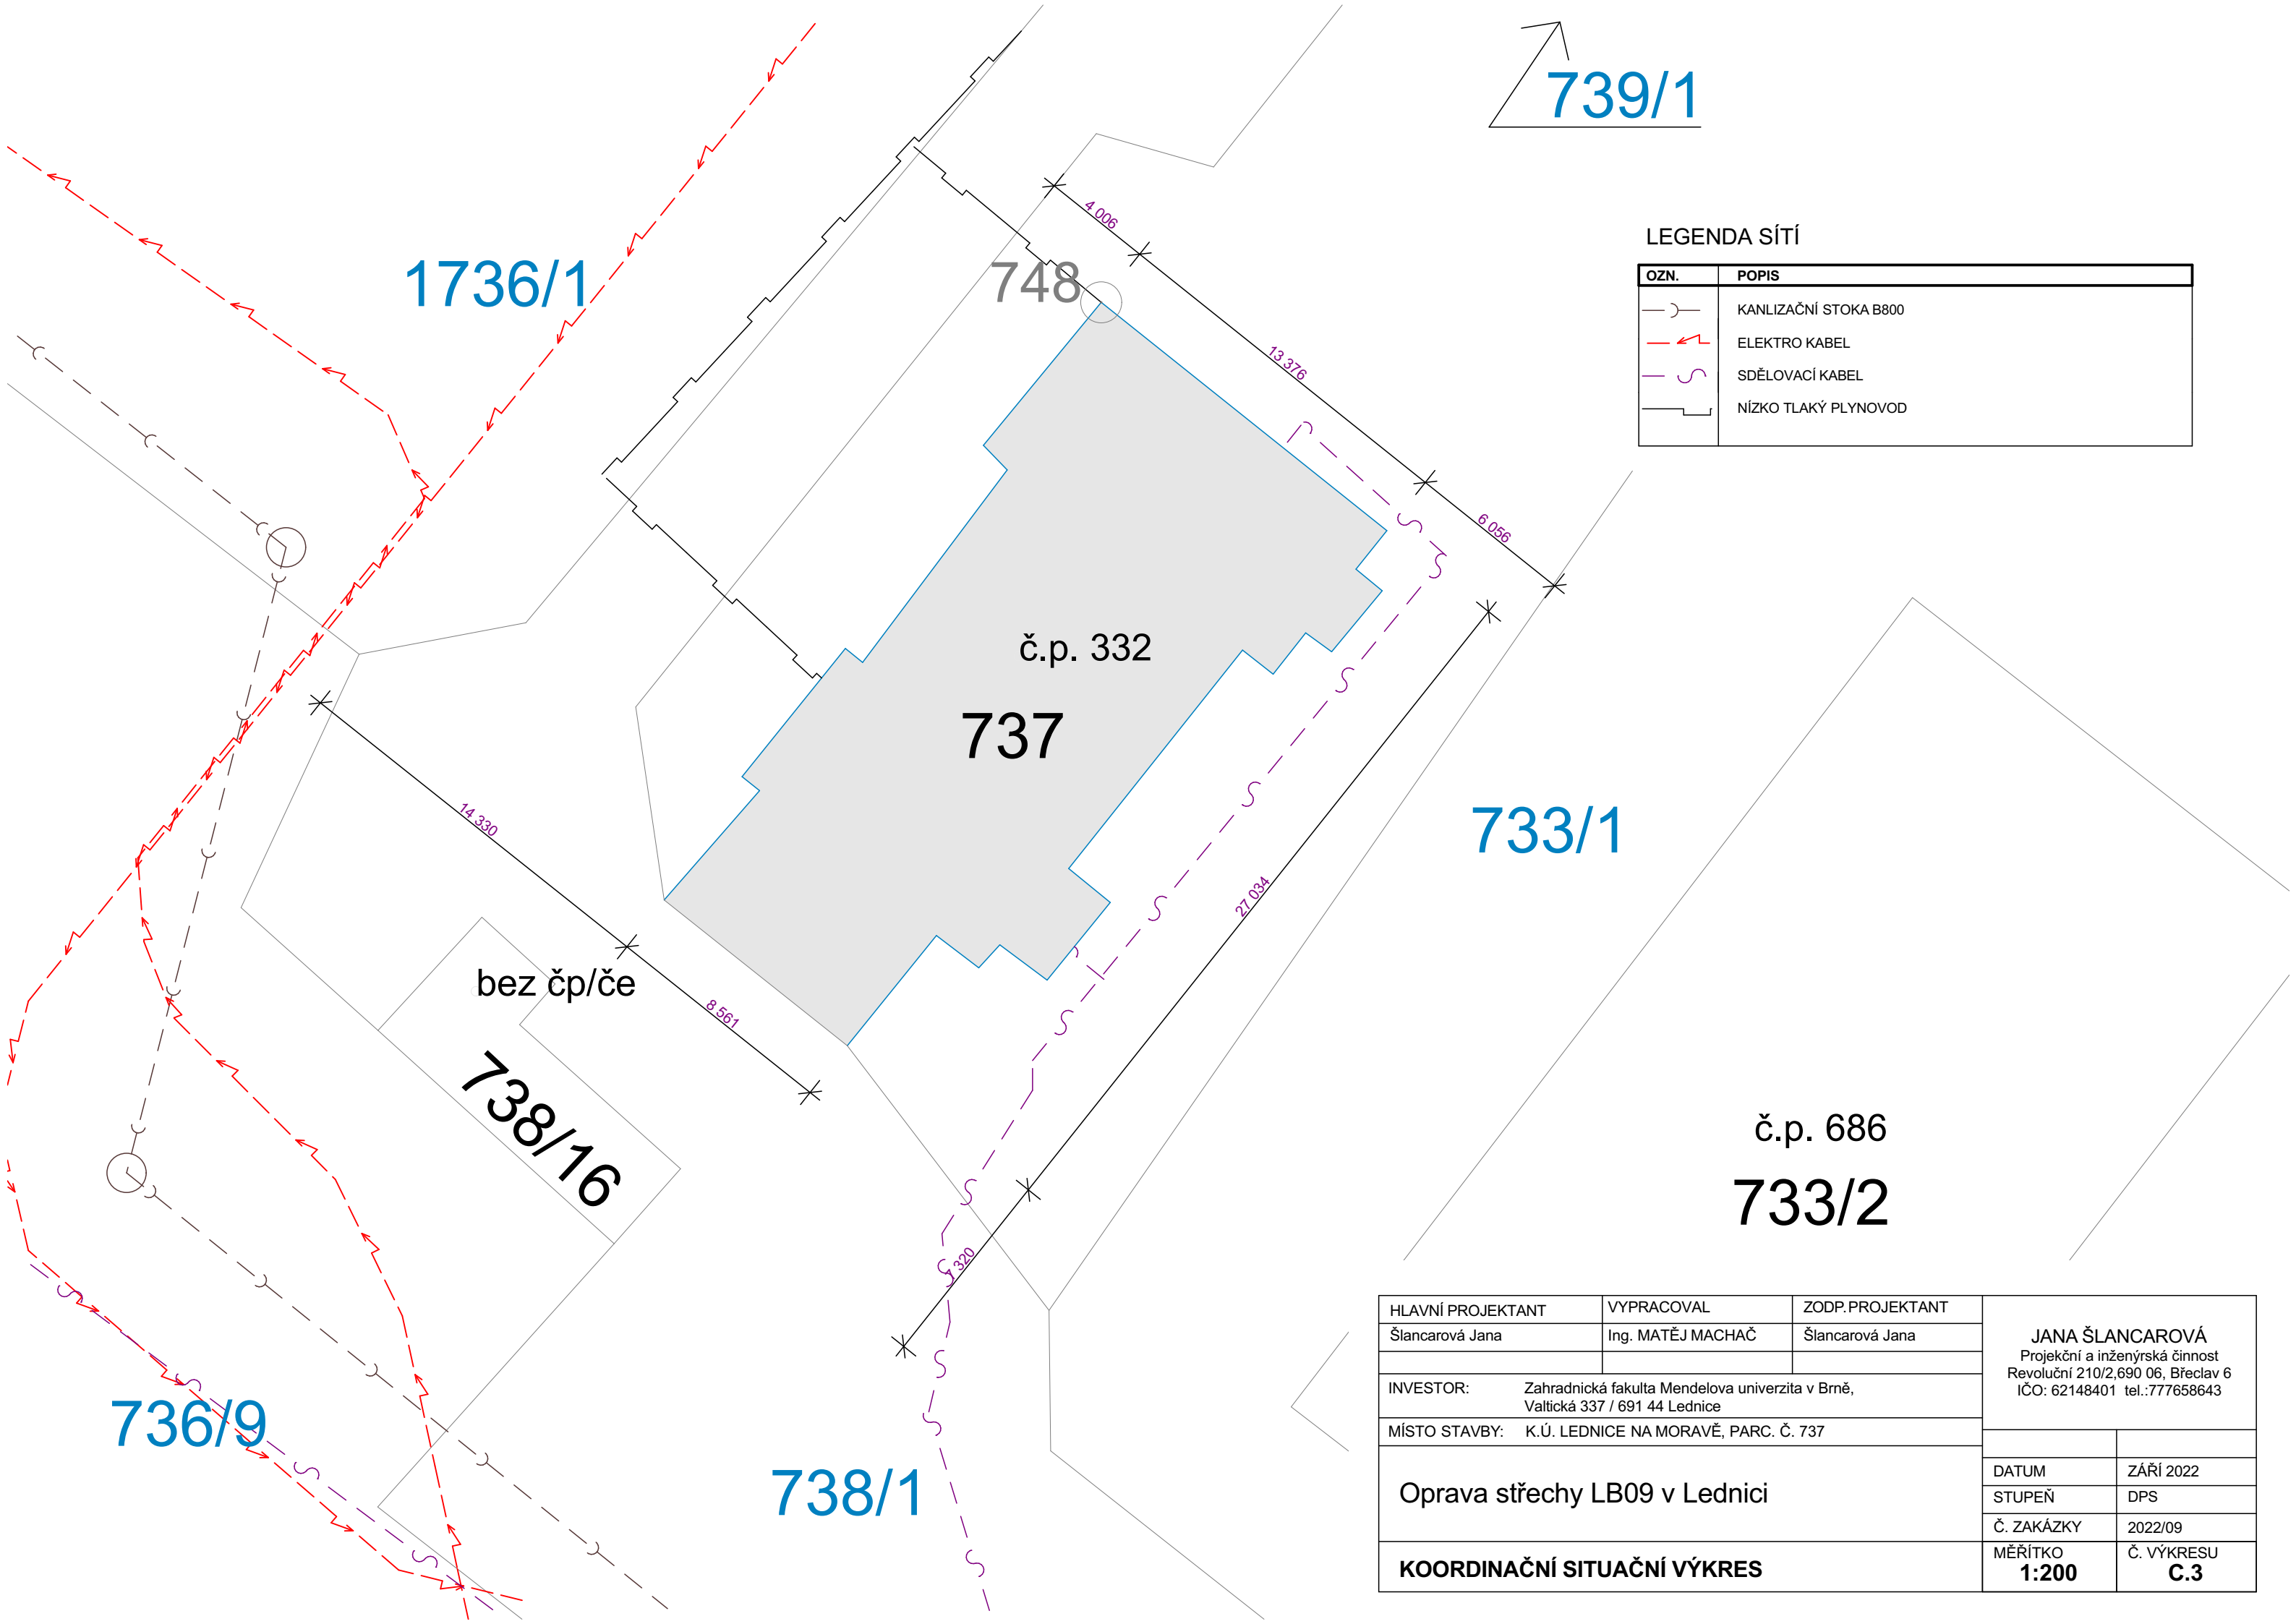 739/1
1736/1
748
4 006
13 376
6 056
LEGENDA SÍTÍ
OZN. POPIS
KANLIZAČNÍ STOKA B800
ELEKTRO KABEL
SDĚLOVACÍ KABEL
NÍZKO TLAKÝ PLYNOVOD
č.p. 332
737
14 330
733/1
27 034
bez čp/če
8 561
738/16
č.p. 686
733/2
7 320
736/9
738/1
HLAVNÍ PROJEKTANT VYPRACOVAL ZODP.PROJEKTANT
Šlancarová Jana Ing. MATĚJ MACHAČ Šlancarová Jana
JANA ŠLANCAROVÁ
Projekční a inženýrská činnost
Revoluční 210/2,690 06, Břeclav 6
IČO: 62148401 tel.:777658643
INVESTOR: Zahradnická fakulta Mendelova univerzita v Brně,
Valtická 337 / 691 44 Lednice
MÍSTO STAVBY: K.Ú. LEDNICE NA MORAVĚ, PARC. Č. 737
Oprava střechy LB09 v Lednici
DATUM ZÁŘÍ 2022
STUPEŇ DPS
Č. ZAKÁZKY 2022/09
KOORDINAČNÍ SITUAČNÍ VÝKRES
MĚŘÍTKO Č. VÝKRESU
1:200 C.3